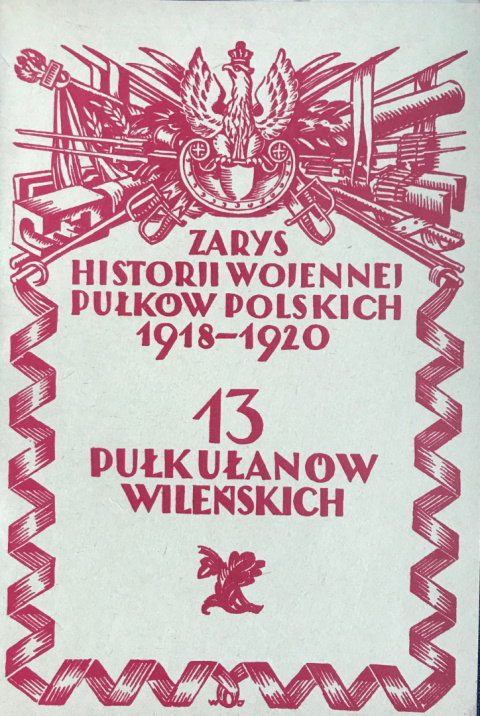 ZARYS
HISTORJI WOJENNEJ
PUŁKÓW POLSKICH
1918–1920
13
PUŁK UŁANÓW
WILEŃSKICH